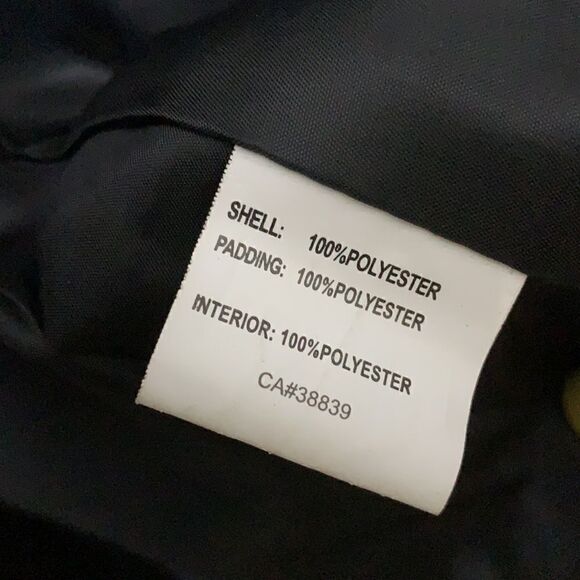 SHELL: 100%POLYESTER
PADDING: 100%POLYESTER
INTERIOR: 100%POLYESTER
CA#38839